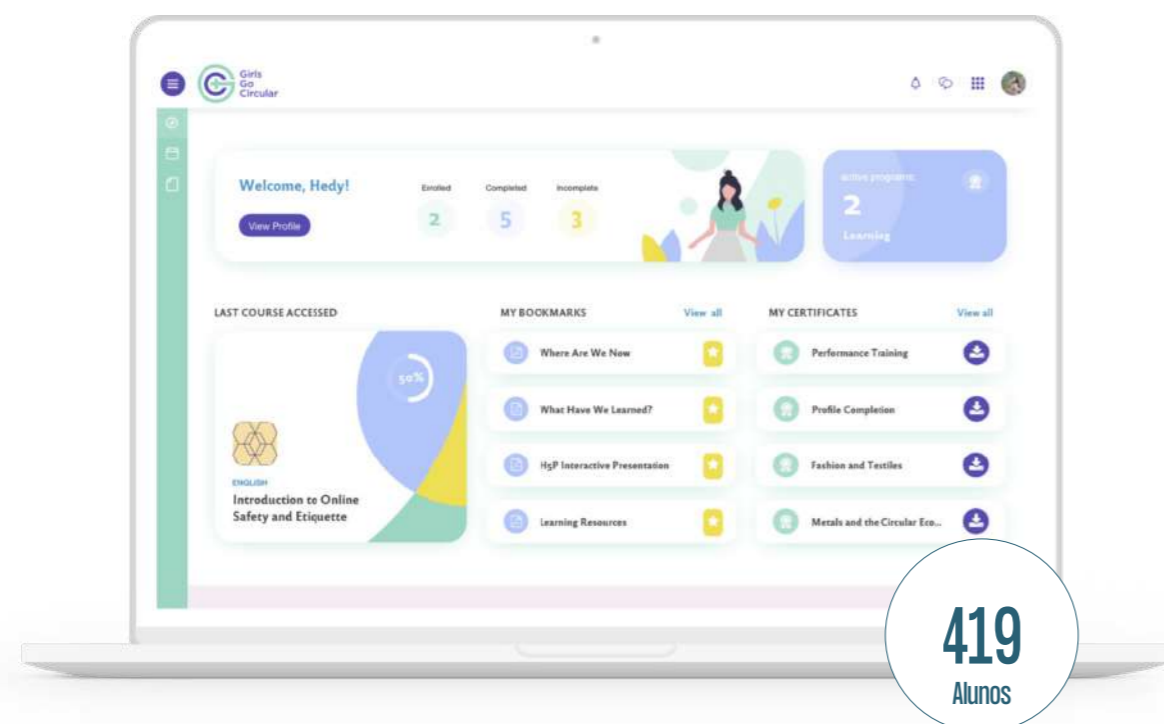 Girls
Go
Circular
Welcome, Hedy!
View Profile
Enrolled
Completed
Incomplete
2
5
3
active programs:
2
Learning
LAST COURSE ACCESSED
50%
ENGLISH
Introduction to Online
Safety and Etiquette
MY BOOKMARKS
View all
Where Are We Now
What Have We Learned?
H5P Interactive Presentation
Learning Resources
MY CERTIFICATES
View all
Performance Training
Profile Completion
Fashion and Testiles
Metals and the Circular Eco...
419
Alunos